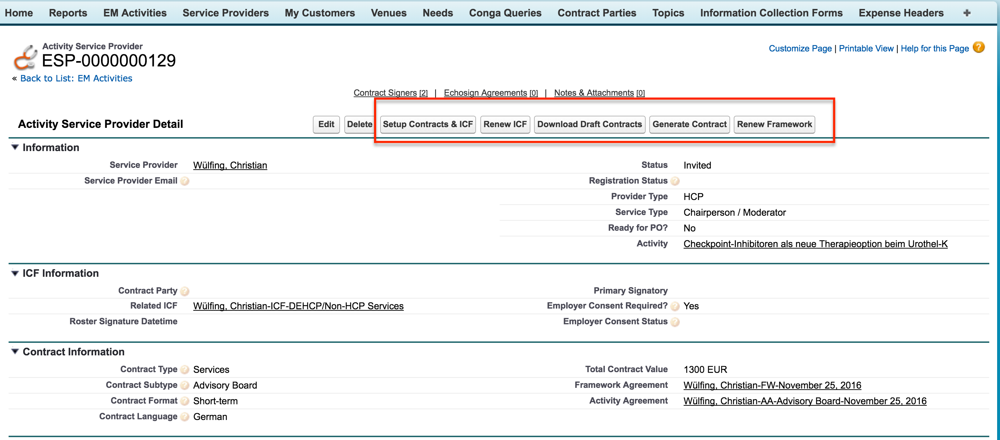 Home Reports EM Activities Service Providers My Customers Venues Needs Conga Queries Contract Parties Topics Information Collection Forms Expense Headers +
Activity Service Provider
ESP-0000000129
Customize Page | Printable View | Help for this Page ?
« Back to List: EM Activities
Contract Signers [2] | Echosign Agreements [0] | Notes & Attachments [0]
Activity Service Provider Detail Edit Delete Setup Contracts & ICF Renew ICF Download Draft Contracts Generate Contract Renew Framework
Information
Service Provider Wülfing, Christian Status Invited
Service Provider Email ? Registration Status ?
Provider Type HCP
Service Type Chairperson / Moderator
Ready for PO? No
Activity Checkpoint-Inhibitoren als neue Therapieoption beim Urothel-K
ICF Information
Contract Party ? Primary Signatory
Related ICF Wülfing, Christian-ICF-DEHCP/Non-HCP Services Employer Consent Required? ? Yes
Roster Signature Datetime Employer Consent Status ?
Contract Information
Contract Type ? Services Total Contract Value 1300 EUR
Contract Subtype ? Advisory Board Framework Agreement Wülfing, Christian-FW-November 25, 2016
Contract Format ? Short-term Activity Agreement Wülfing, Christian-AA-Advisory Board-November 25, 2016
Contract Language ? German